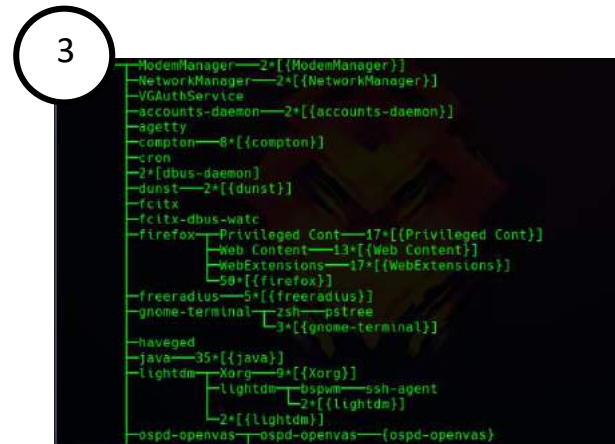 3
┬─ModemManager───2*[{ModemManager}]
├─NetworkManager───2*[{NetworkManager}]
├─VGAuthService
├─accounts-daemon───2*[{accounts-daemon}]
├─agetty
├─compton───8*[{compton}]
├─cron
├─2*[dbus-daemon]
├─dunst───2*[{dunst}]
├─fcitx
├─fcitx-dbus-watc
├─firefox─┬─Privileged Cont───17*[{Privileged Cont}]
│         ├─Web Content───13*[{Web Content}]
│         ├─WebExtensions───17*[{WebExtensions}]
│         └─50*[{firefox}]
├─freeradius───5*[{freeradius}]
├─gnome-terminal─┬─zsh───pstree
│                └─3*[{gnome-terminal}]
├─haveged
├─java───35*[{java}]
├─lightdm─┬─Xorg───9*[{Xorg}]
│         ├─lightdm─┬─bspwm───ssh-agent
│         │         └─2*[{lightdm}]
│         └─2*[{lightdm}]
├─ospd-openvas─┬─ospd-openvas───{ospd-openvas}